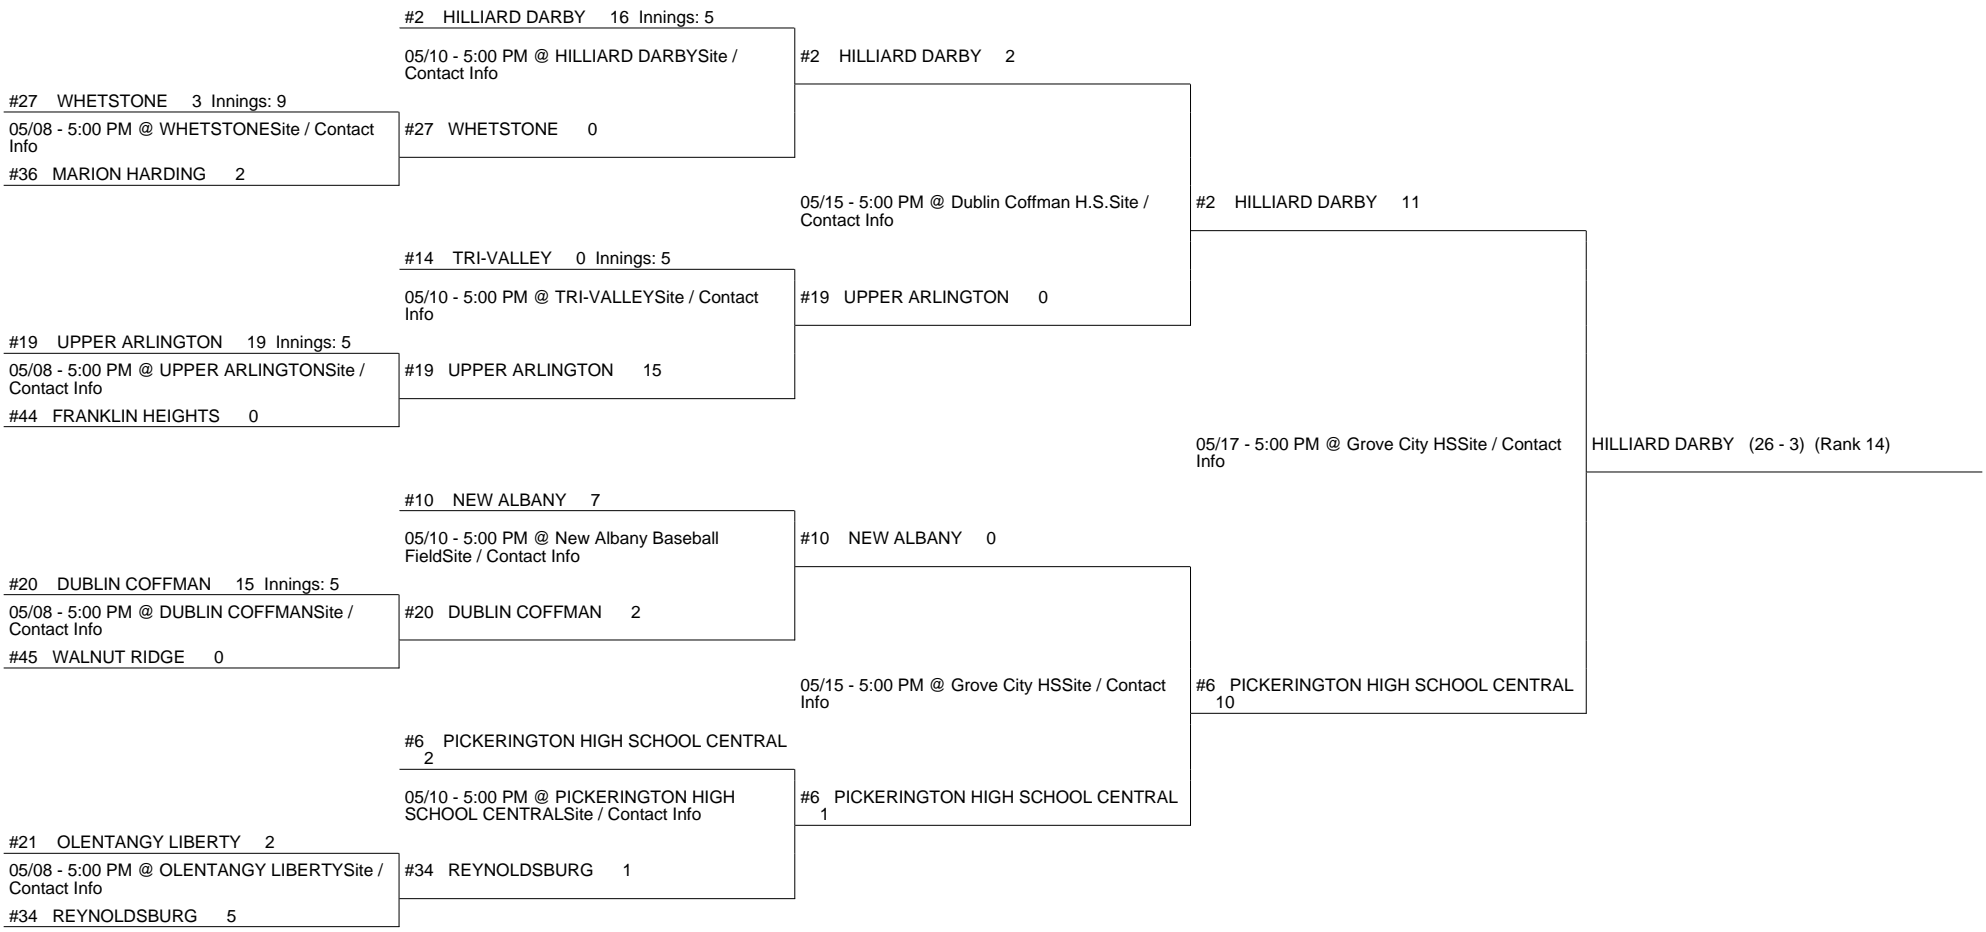 #2 HILLIARD DARBY 16 Innings: 5
05/10 - 5:00 PM @ HILLIARD DARBYSite /
Contact Info
#2 HILLIARD DARBY 2
#27 WHETSTONE 3 Innings: 9
05/08 - 5:00 PM @ WHETSTONESite / Contact
Info
#27 WHETSTONE 0
#36 MARION HARDING 2
05/15 - 5:00 PM @ Dublin Coffman H.S.Site /
Contact Info
#2 HILLIARD DARBY 11
#14 TRI-VALLEY 0 Innings: 5
05/10 - 5:00 PM @ TRI-VALLEYSite / Contact
Info
#19 UPPER ARLINGTON 0
#19 UPPER ARLINGTON 19 Innings: 5
05/08 - 5:00 PM @ UPPER ARLINGTONSite /
Contact Info
#19 UPPER ARLINGTON 15
#44 FRANKLIN HEIGHTS 0
05/17 - 5:00 PM @ Grove City HSSite / Contact
Info
HILLIARD DARBY (26 - 3) (Rank 14)
#10 NEW ALBANY 7
05/10 - 5:00 PM @ New Albany Baseball
FieldSite / Contact Info
#10 NEW ALBANY 0
#20 DUBLIN COFFMAN 15 Innings: 5
05/08 - 5:00 PM @ DUBLIN COFFMANSite /
Contact Info
#20 DUBLIN COFFMAN 2
#45 WALNUT RIDGE 0
05/15 - 5:00 PM @ Grove City HSSite / Contact
Info
#6 PICKERINGTON HIGH SCHOOL CENTRAL
10
#6 PICKERINGTON HIGH SCHOOL CENTRAL
2
05/10 - 5:00 PM @ PICKERINGTON HIGH
SCHOOL CENTRALSite / Contact Info
#6 PICKERINGTON HIGH SCHOOL CENTRAL
1
#21 OLENTANGY LIBERTY 2
05/08 - 5:00 PM @ OLENTANGY LIBERTYSite /
Contact Info
#34 REYNOLDSBURG 1
#34 REYNOLDSBURG 5